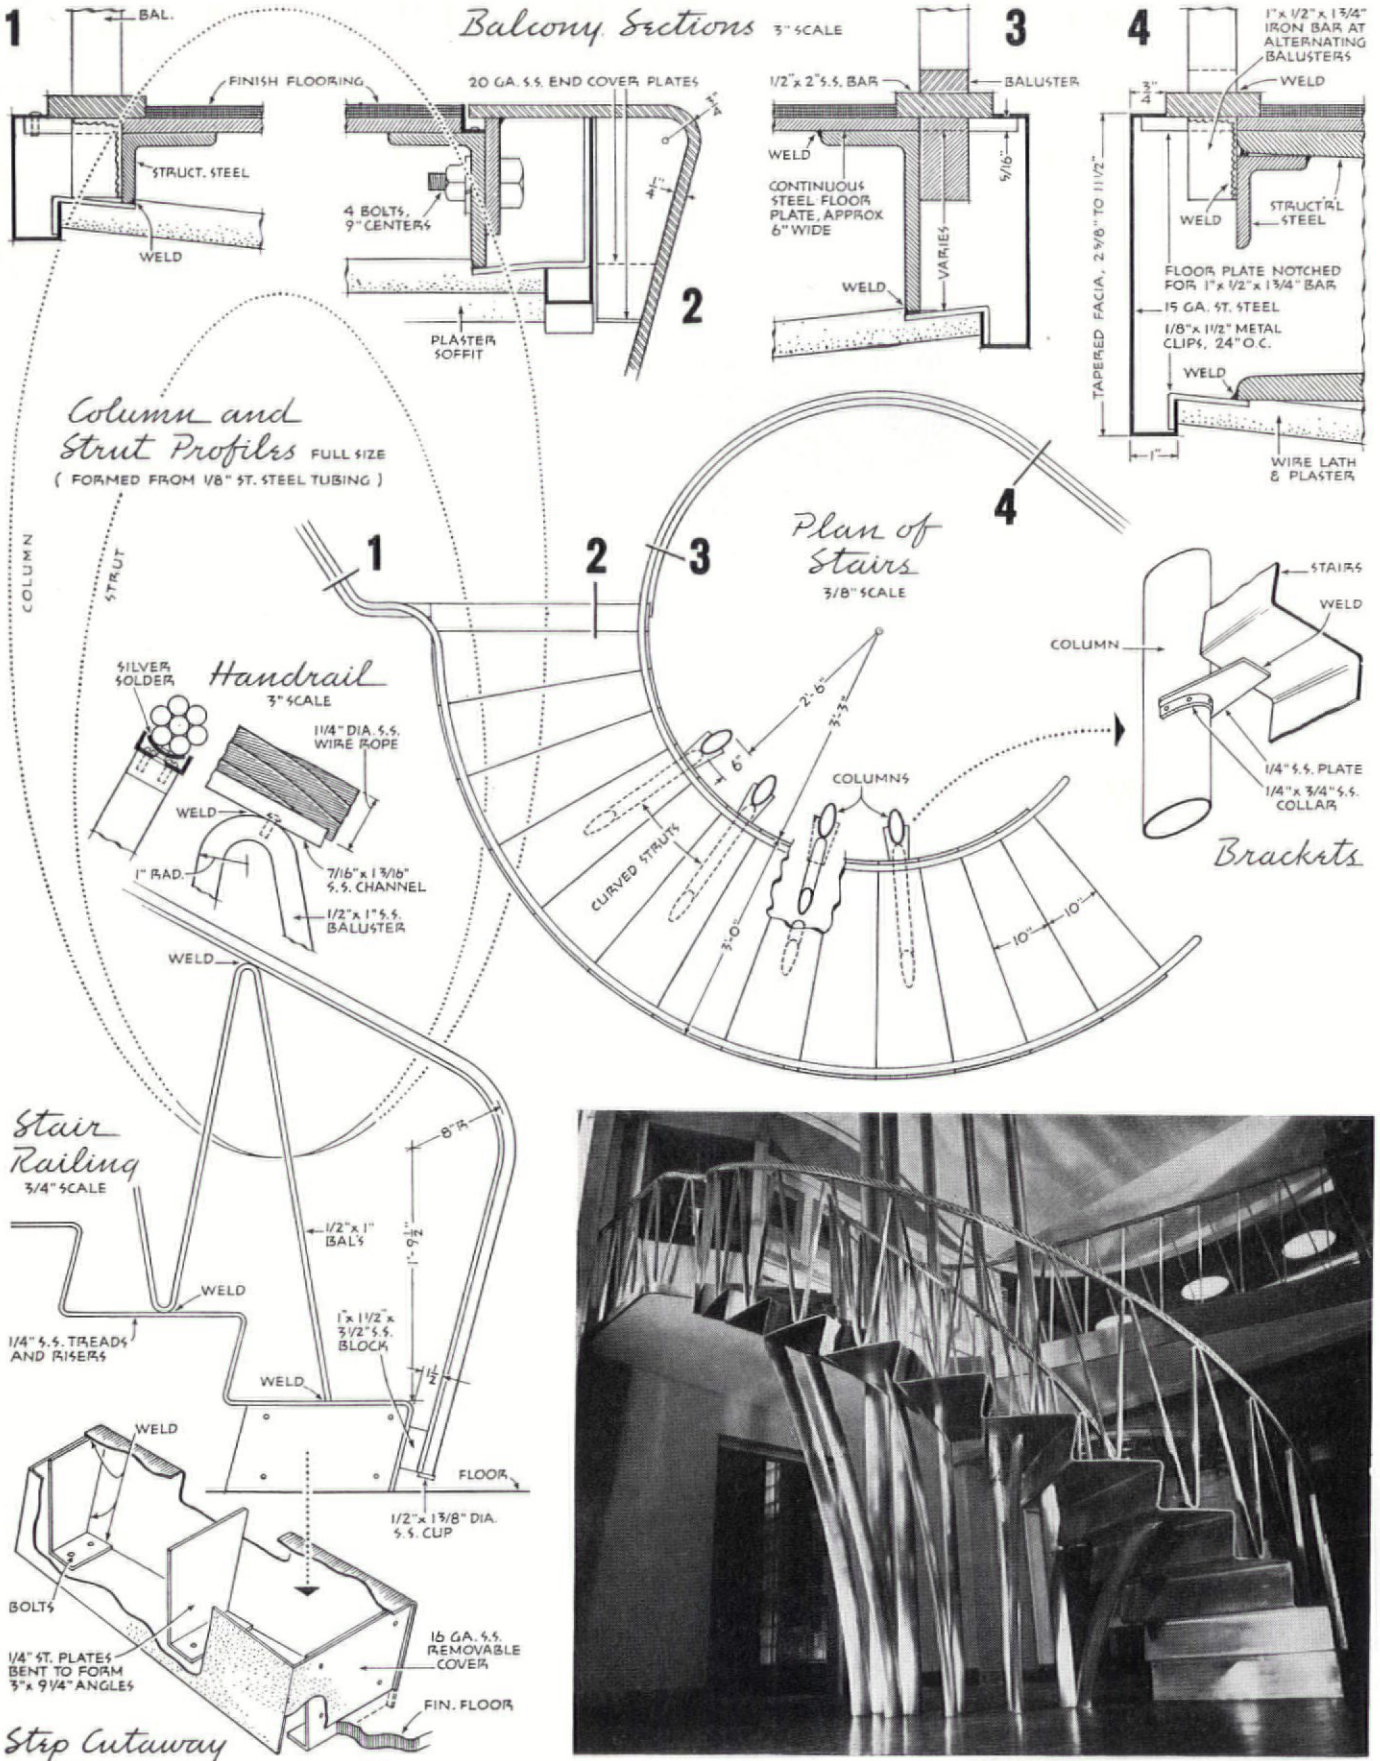 1
BAL.
Balcony Sections 3" SCALE
3
4
1"x 1/2"x 1 3/4"
IRON BAR AT
ALTERNATING
BALUSTERS
FINISH FLOORING
20 GA. S.S. END COVER PLATES
1/2"x 2" S.S. BAR
BALUSTER
WELD
3/4"
3/4
STRUCT. STEEL
4 BOLTS,
9" CENTERS
WELD
PLASTER
SOFFIT
2
WELD
CONTINUOUS
STEEL FLOOR
PLATE, APPROX
6" WIDE
VARIES
5/16"
WELD
TAPERED FACIA, 2 5/8" TO 11 1/2"
WELD
STRUCT'RL
STEEL
FLOOR PLATE NOTCHED
FOR 1"x 1/2"x 1 3/4" BAR
15 GA. ST. STEEL
1/8"x 1 1/2" METAL
CLIPS, 24" O.C.
WELD
1"
WIRE LATH
& PLASTER
Column and
Strut Profiles FULL SIZE
( FORMED FROM 1/8" ST. STEEL TUBING )
COLUMN
STRUT
1
2
3
4
Plan of
Stairs
3/8" SCALE
2'-6"
3'-3"
6"
COLUMNS
CURVED STRUTS
3'-0"
10"
10"
STAIRS
WELD
COLUMN
1/4" S.S. PLATE
1/4"x 3/4" S.S.
COLLAR
Brackets
SILVER
SOLDER
Handrail
3" SCALE
1 1/4" DIA. S.S.
WIRE ROPE
WELD
1" RAD.
7/16"x 1 3/16"
S.S. CHANNEL
1/2"x 1" S.S.
BALUSTER
WELD
Stair
Railing
3/4" SCALE
8" R
1'-9 1/2"
1/2"x 1"
BAL'S
WELD
1/4" S.S. TREADS
AND RISERS
1"x 1 1/2"x
3 1/2" S.S.
BLOCK
1 1/2
WELD
FLOOR
1/2"x 1 3/8" DIA.
S.S. CUP
WELD
BOLTS
1/4" ST. PLATES
BENT TO FORM
3"x 9 1/4" ANGLES
16 GA. S.S.
REMOVABLE
COVER
FIN. FLOOR
Step Cutaway